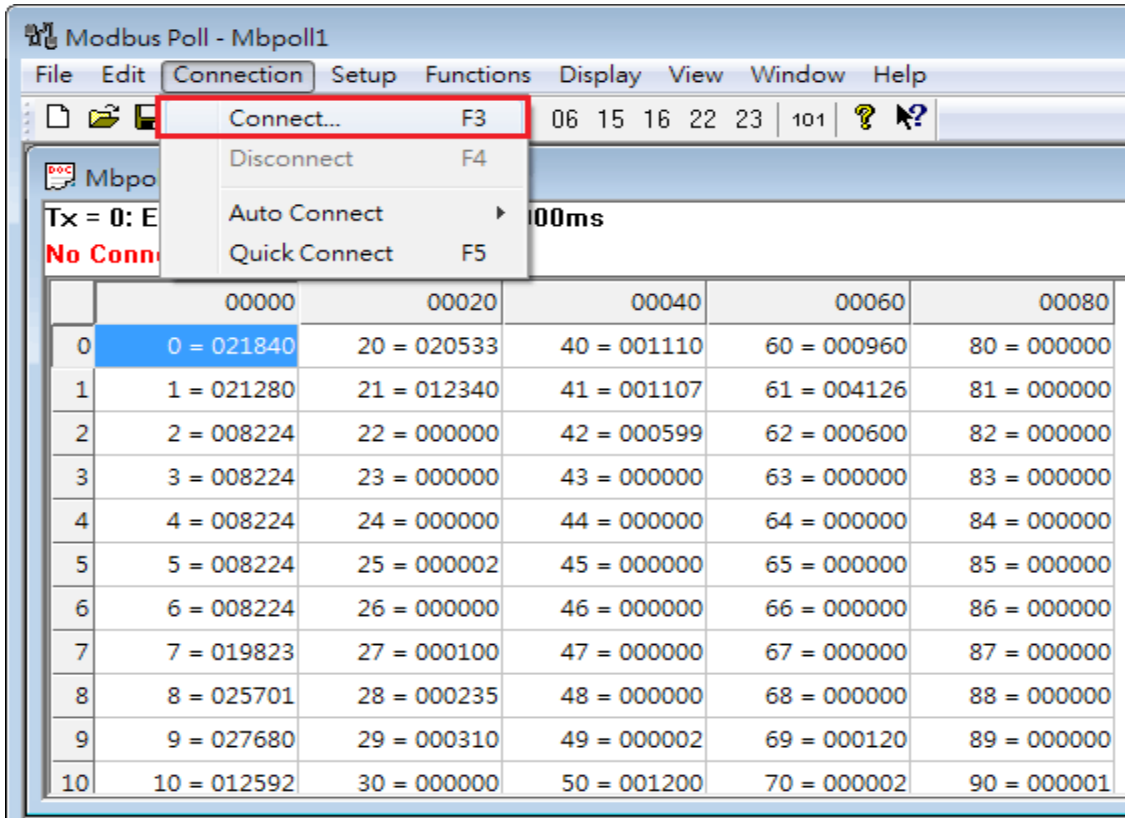 Modbus Poll - Mbpoll1
File Edit Connection Setup Functions Display View Window Help
Connect... F3 06 15 16 22 23 101 ? ?
Disconnect F4
Mbpo
DOC
Auto Connect
Tx = 0: E 00ms
Quick Connect F5
No Conn
00000 00020 00040 00060 00080
0 0 = 021840 20 = 020533 40 = 001110 60 = 000960 80 = 000000
1 1 = 021280 21 = 012340 41 = 001107 61 = 004126 81 = 000000
2 2 = 008224 22 = 000000 42 = 000599 62 = 000600 82 = 000000
3 3 = 008224 23 = 000000 43 = 000000 63 = 000000 83 = 000000
4 4 = 008224 24 = 000000 44 = 000000 64 = 000000 84 = 000000
5 5 = 008224 25 = 000002 45 = 000000 65 = 000000 85 = 000000
6 6 = 008224 26 = 000000 46 = 000000 66 = 000000 86 = 000000
7 7 = 019823 27 = 000100 47 = 000000 67 = 000000 87 = 000000
8 8 = 025701 28 = 000235 48 = 000000 68 = 000000 88 = 000000
9 9 = 027680 29 = 000310 49 = 000002 69 = 000120 89 = 000000
10 10 = 012592 30 = 000000 50 = 001200 70 = 000002 90 = 000001